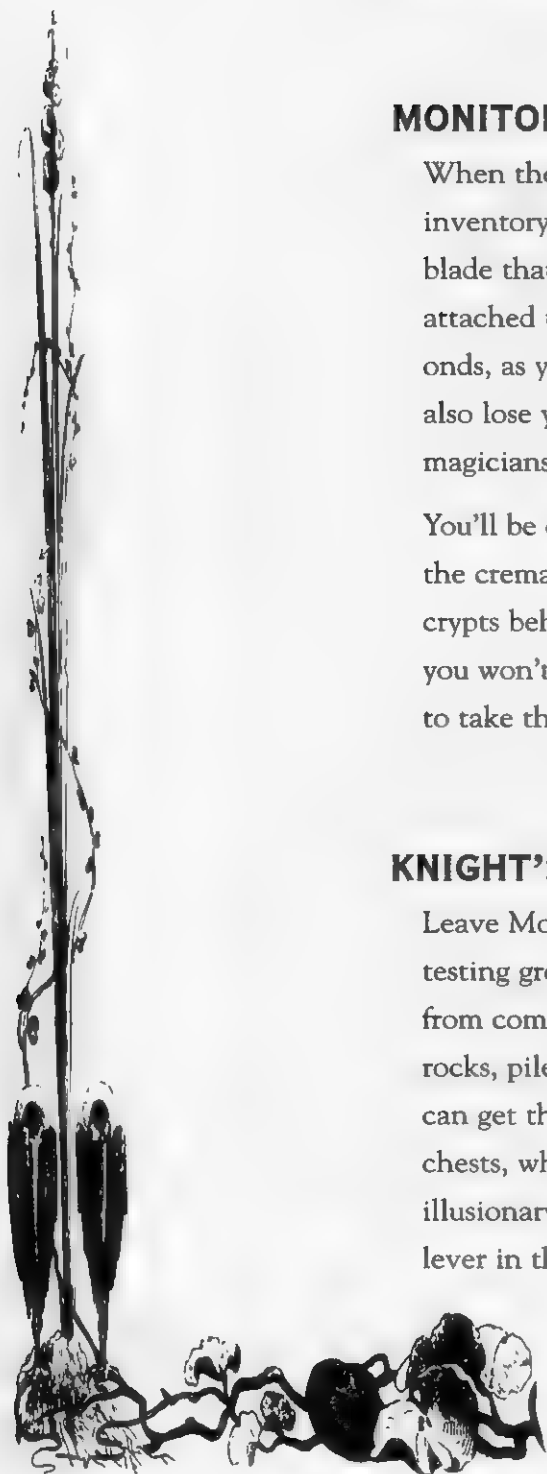 MONITOR
When the
inventory
blade that
attached
onds, as
also lose
magicians
You'll be
the crema
crypts beh
you won't
to take th
KNIGHT'S
Leave Mo
testing gr
from com
rocks, pile
can get th
chests, wh
illusionary
lever in th